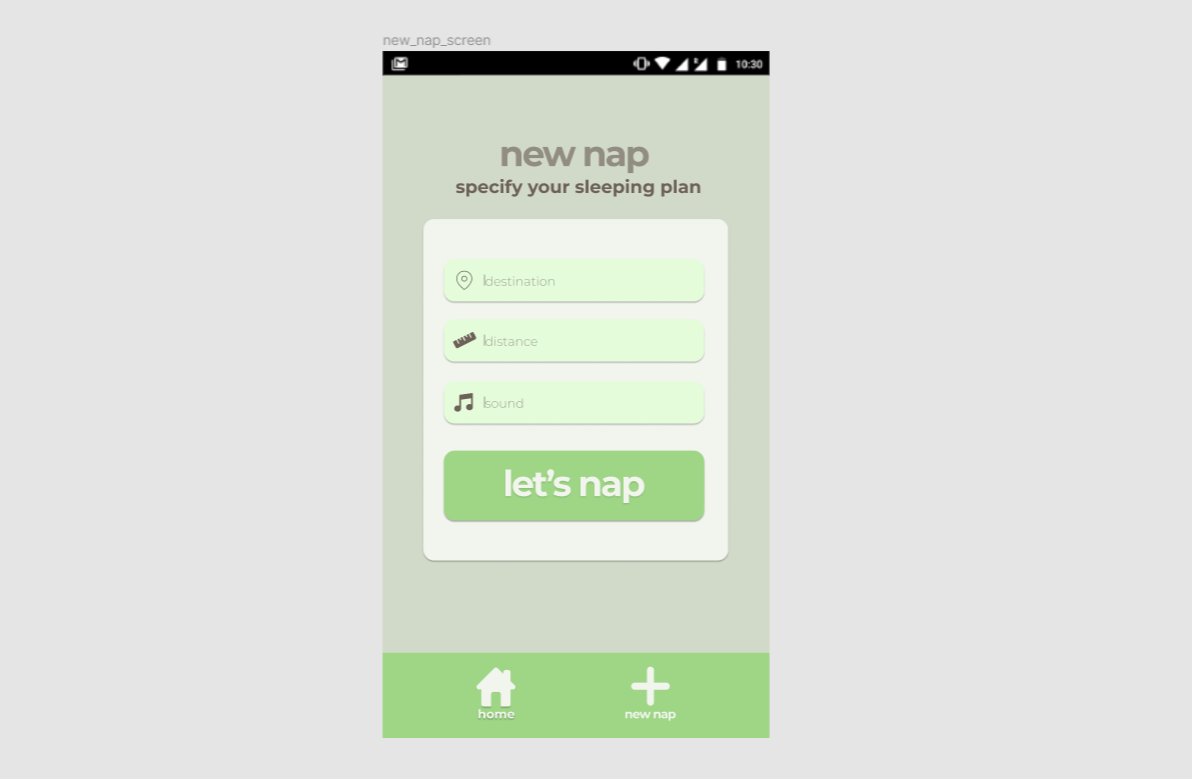 new_nap_screen
10:30
new nap
specify your sleeping plan
destination
distance
sound
let's nap
home
new nap